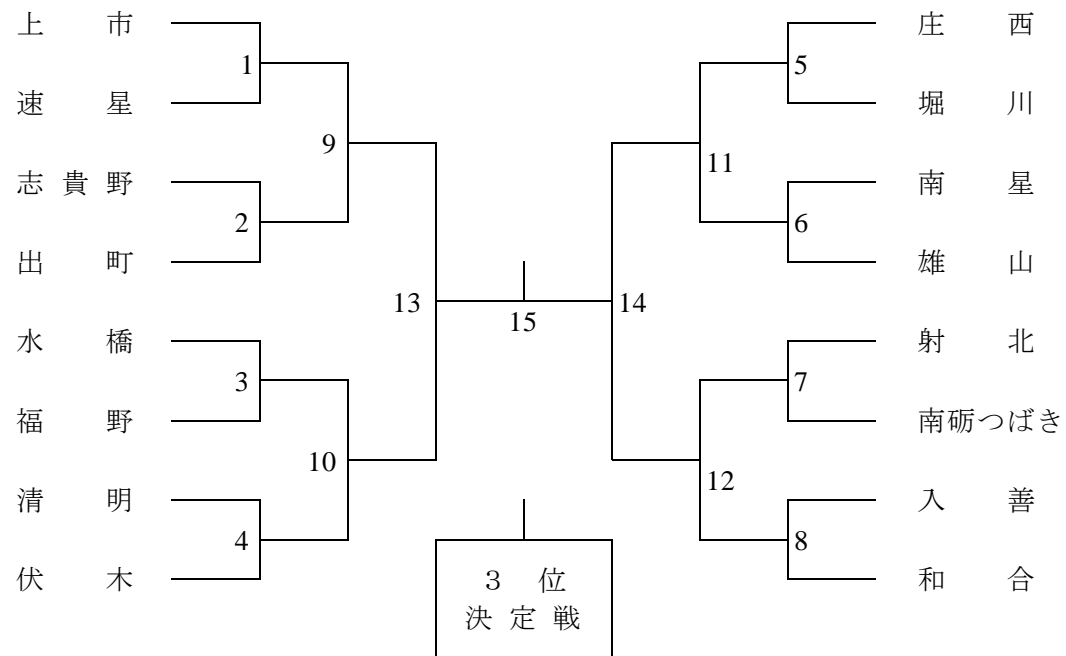 上市 庄西
1 5
速星 堀川
9 11
志貴野 南星
2 6
出町 雄山
13 15 14
水橋 射北
3 7
福野 南砺つばき
10 12
清明 入善
4 8
伏木 和合
3 位
決定戦